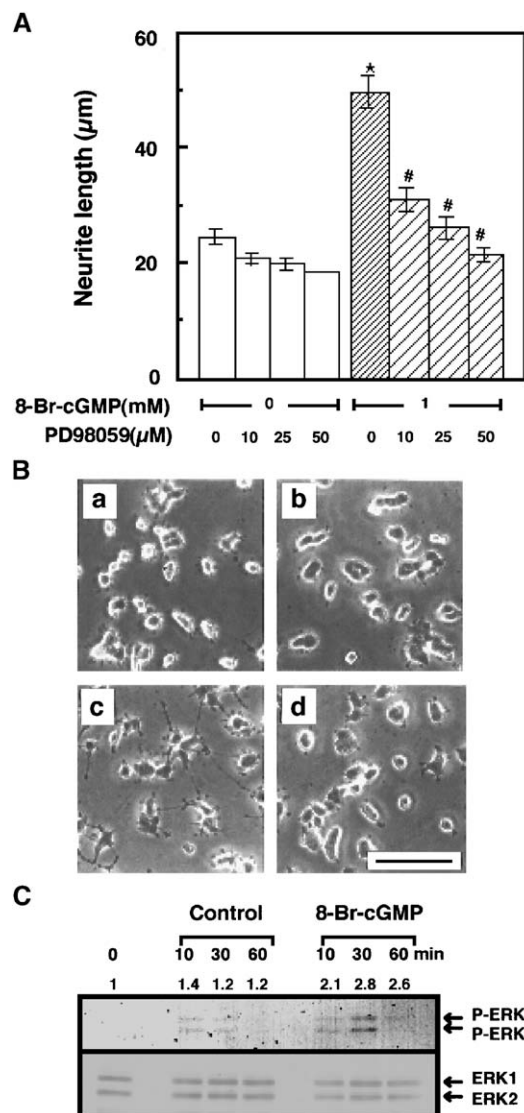 A
Neurite length (μm)
60
40
20
0
*
#
#
#
8-Br-cGMP(mM) 0 1
PD98059(μM) 0 10 25 50 0 10 25 50
B
a
b
c
d
C
Control 8-Br-cGMP
0 10 30 60 10 30 60 min
1 1.4 1.2 1.2 2.1 2.8 2.6
P-ERK
P-ERK
ERK1
ERK2